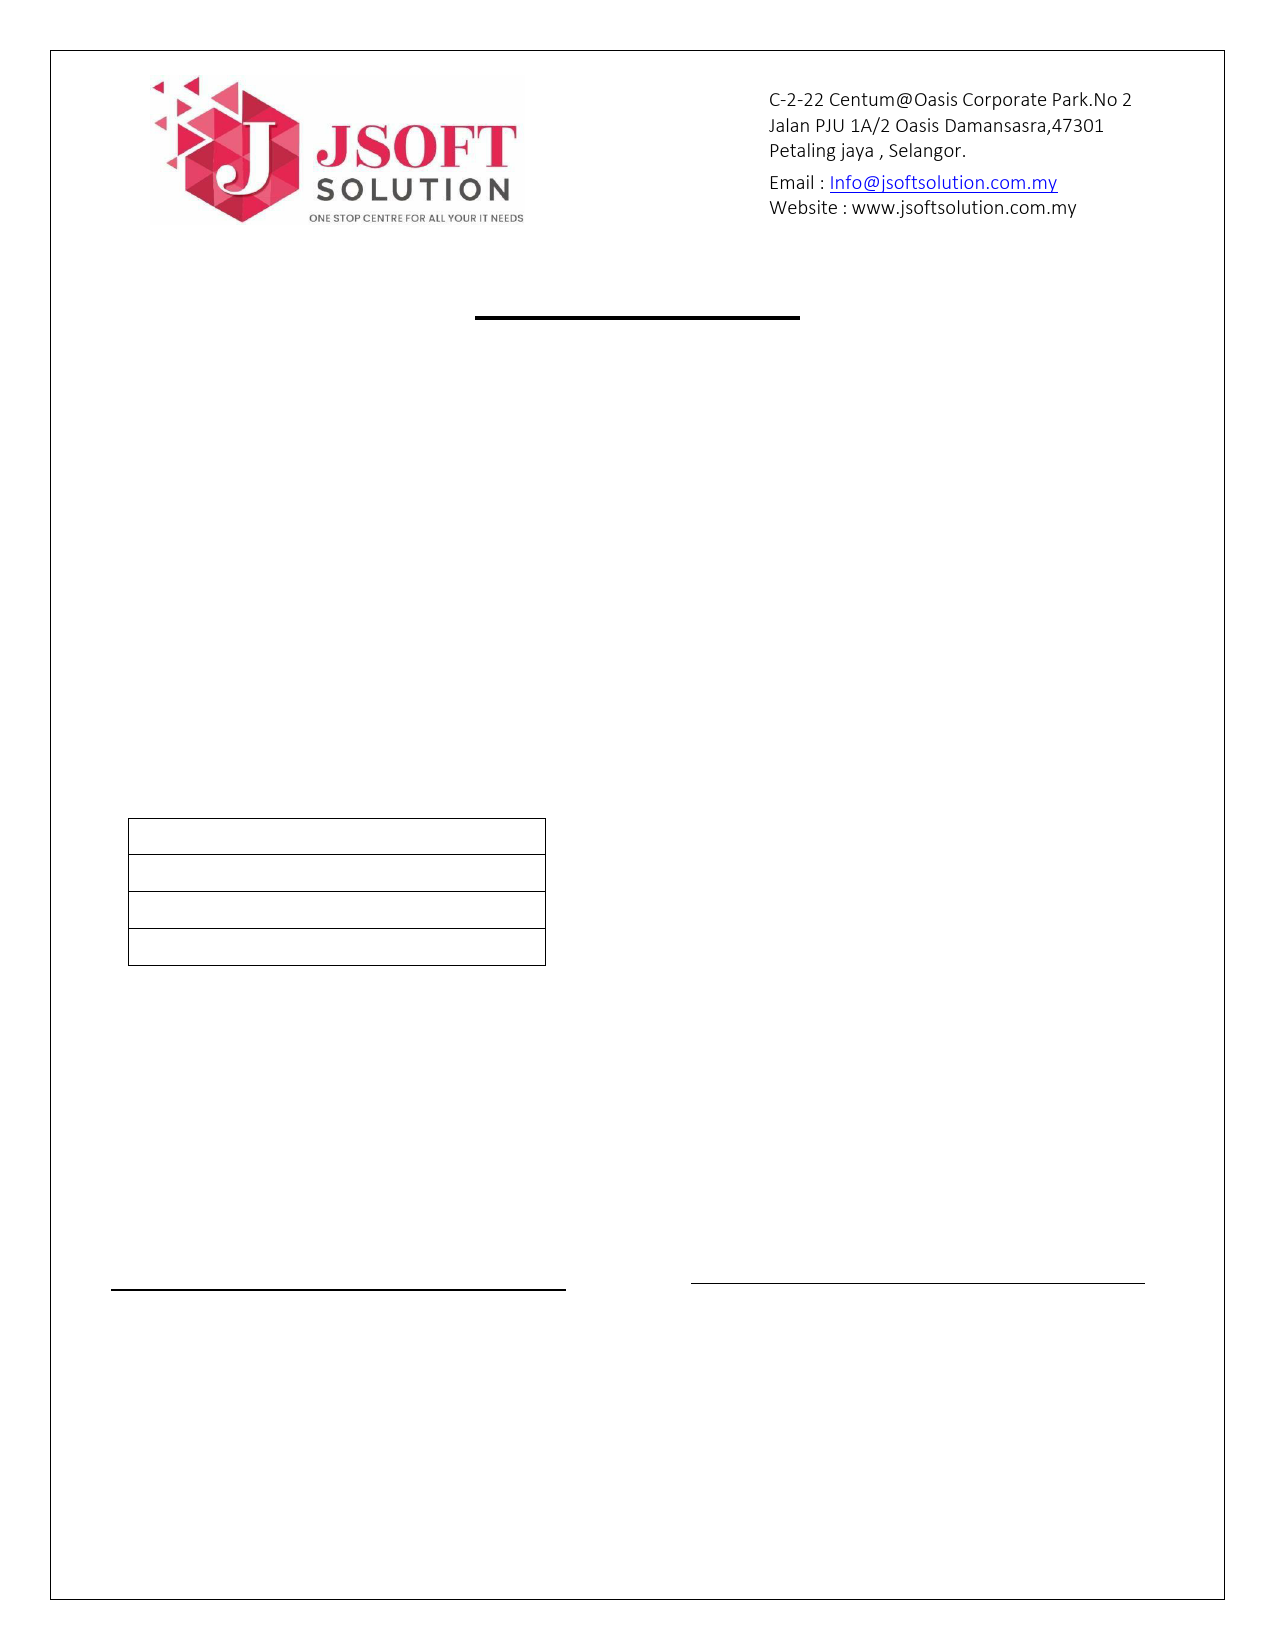 J JSOFT
SOLUTION
ONE STOP CENTRE FOR ALL YOUR IT NEEDS
C-2-22 Centum@Oasis Corporate Park.No 2
Jalan PJU 1A/2 Oasis Damansasra,47301
Petaling jaya , Selangor.
Email : Info@jsoftsolution.com.my
Website : www.jsoftsolution.com.my